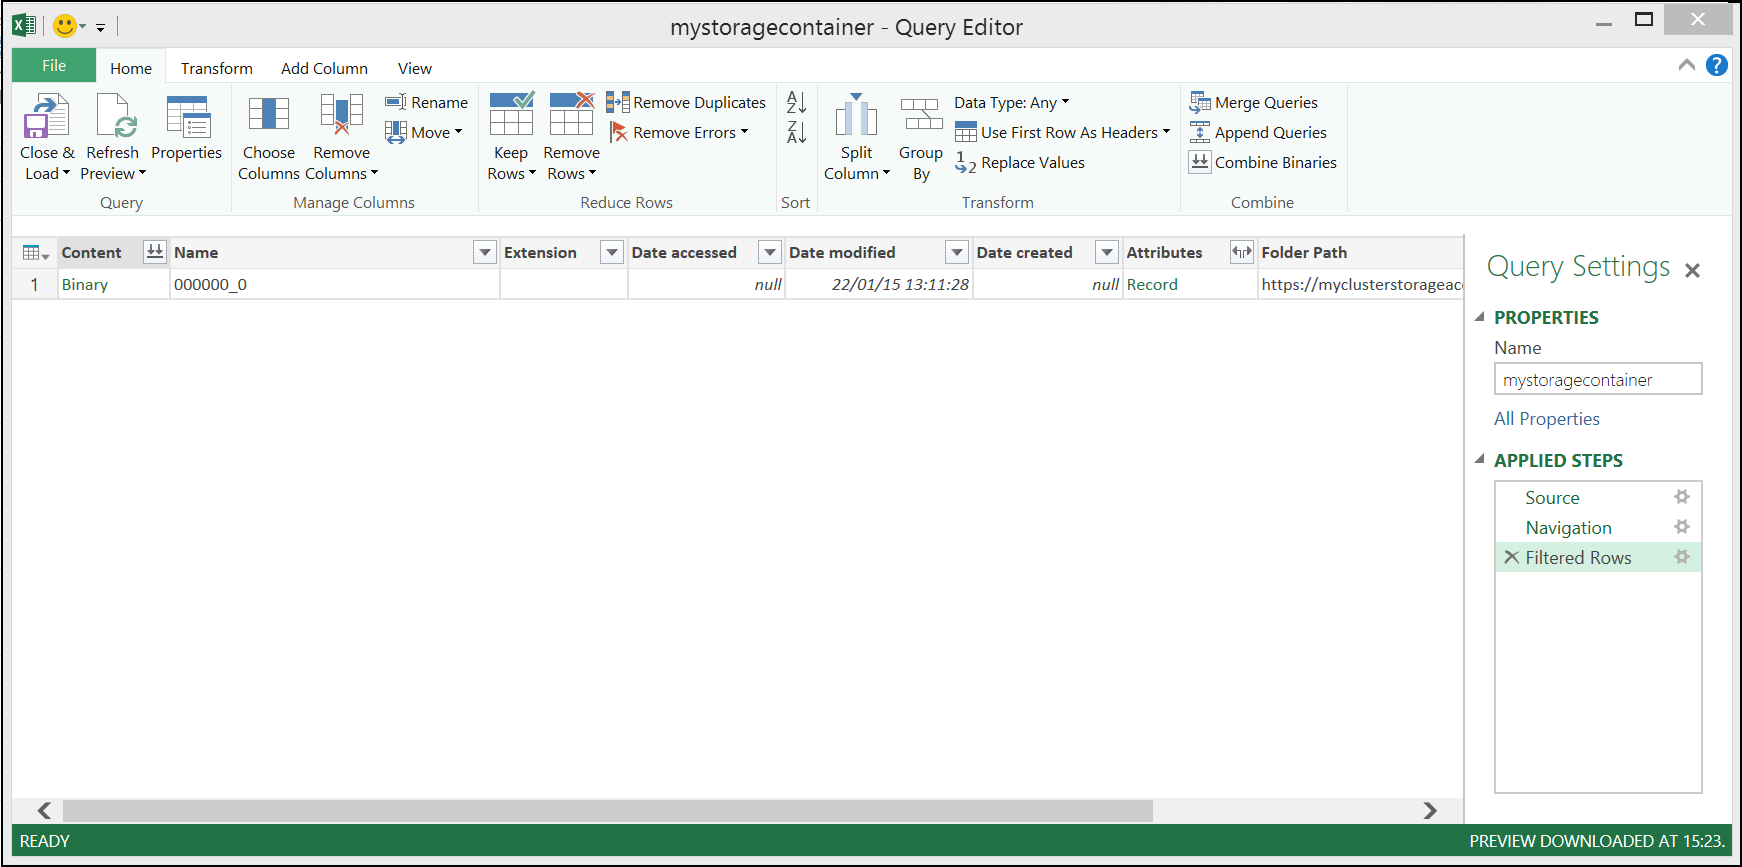 mystoragecontainer - Query Editor
File Home Transform Add Column View
Close & Load
Refresh Preview
Properties
Query
Choose Columns
Remove Columns
Rename
Move
Manage Columns
Keep Rows
Remove Rows
Remove Duplicates
Remove Errors
Reduce Rows
A Z
Z A
Sort
Split Column
Group By
Data Type: Any
Use First Row As Headers
1 2 Replace Values
Transform
Merge Queries
Append Queries
Combine Binaries
Combine
Content Name Extension Date accessed Date modified Date created Attributes Folder Path
1 Binary 000000_0 null 22/01/15 13:11:28 null Record https://myclusterstorageac
Query Settings
PROPERTIES
Name
mystoragecontainer
All Properties
APPLIED STEPS
Source
Navigation
Filtered Rows
READY
PREVIEW DOWNLOADED AT 15:23.